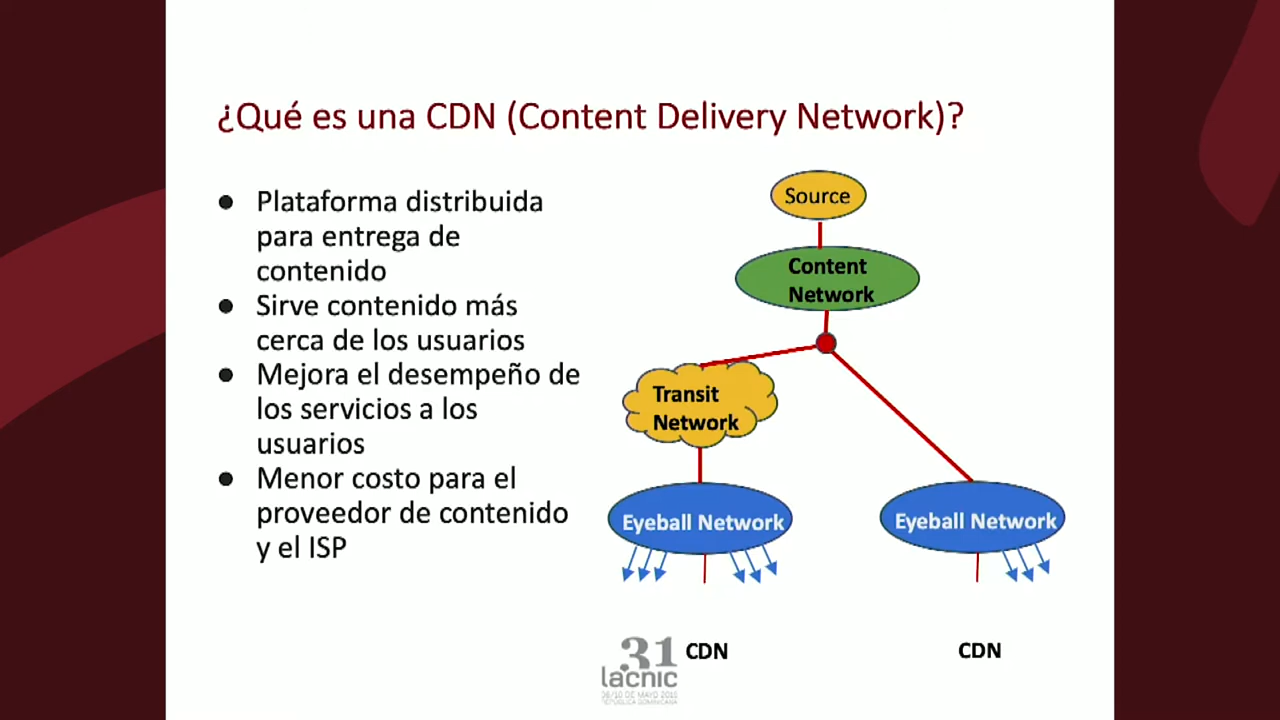 ¿Qué es una CDN (Content Delivery Network)?
● Plataforma distribuida
para entrega de
contenido
● Sirve contenido más
cerca de los usuarios
● Mejora el desempeño de
los servicios a los
usuarios
● Menor costo para el
proveedor de contenido
y el ISP
Source
Content
Network
Transit
Network
Eyeball Network
Eyeball Network
CDN
CDN
31
lacnic
REPÚBLICA DOMINICANA